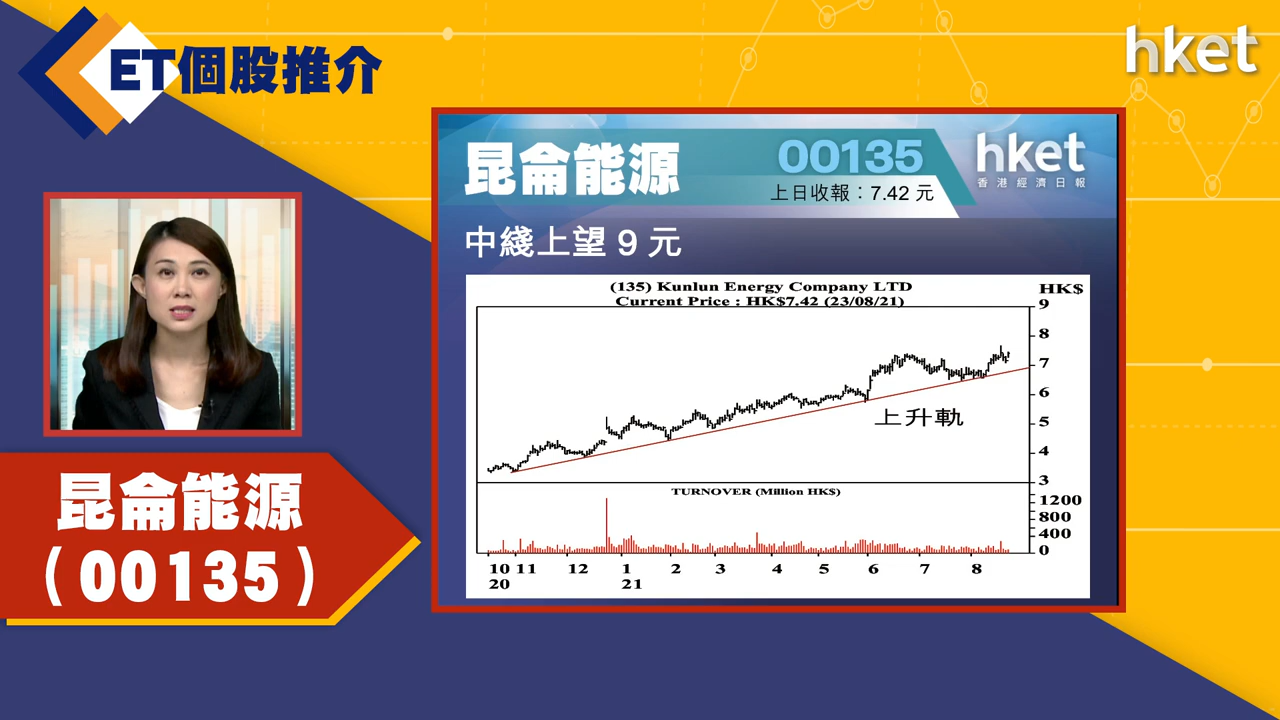 ET個股推介
hket
昆侖能源
00135
上日收報：7.42 元
hket
香港經濟日報
中綫上望 9 元
(135) Kunlun Energy Company LTD
Current Price : HK$7.42 (23/08/21)
HK$
9
8
7
6
5
4
3
上升軌
TURNOVER (Million HK$)
1200
800
400
0
10 11 12 1 2 3 4 5 6 7 8
20 21
昆侖能源
(00135)